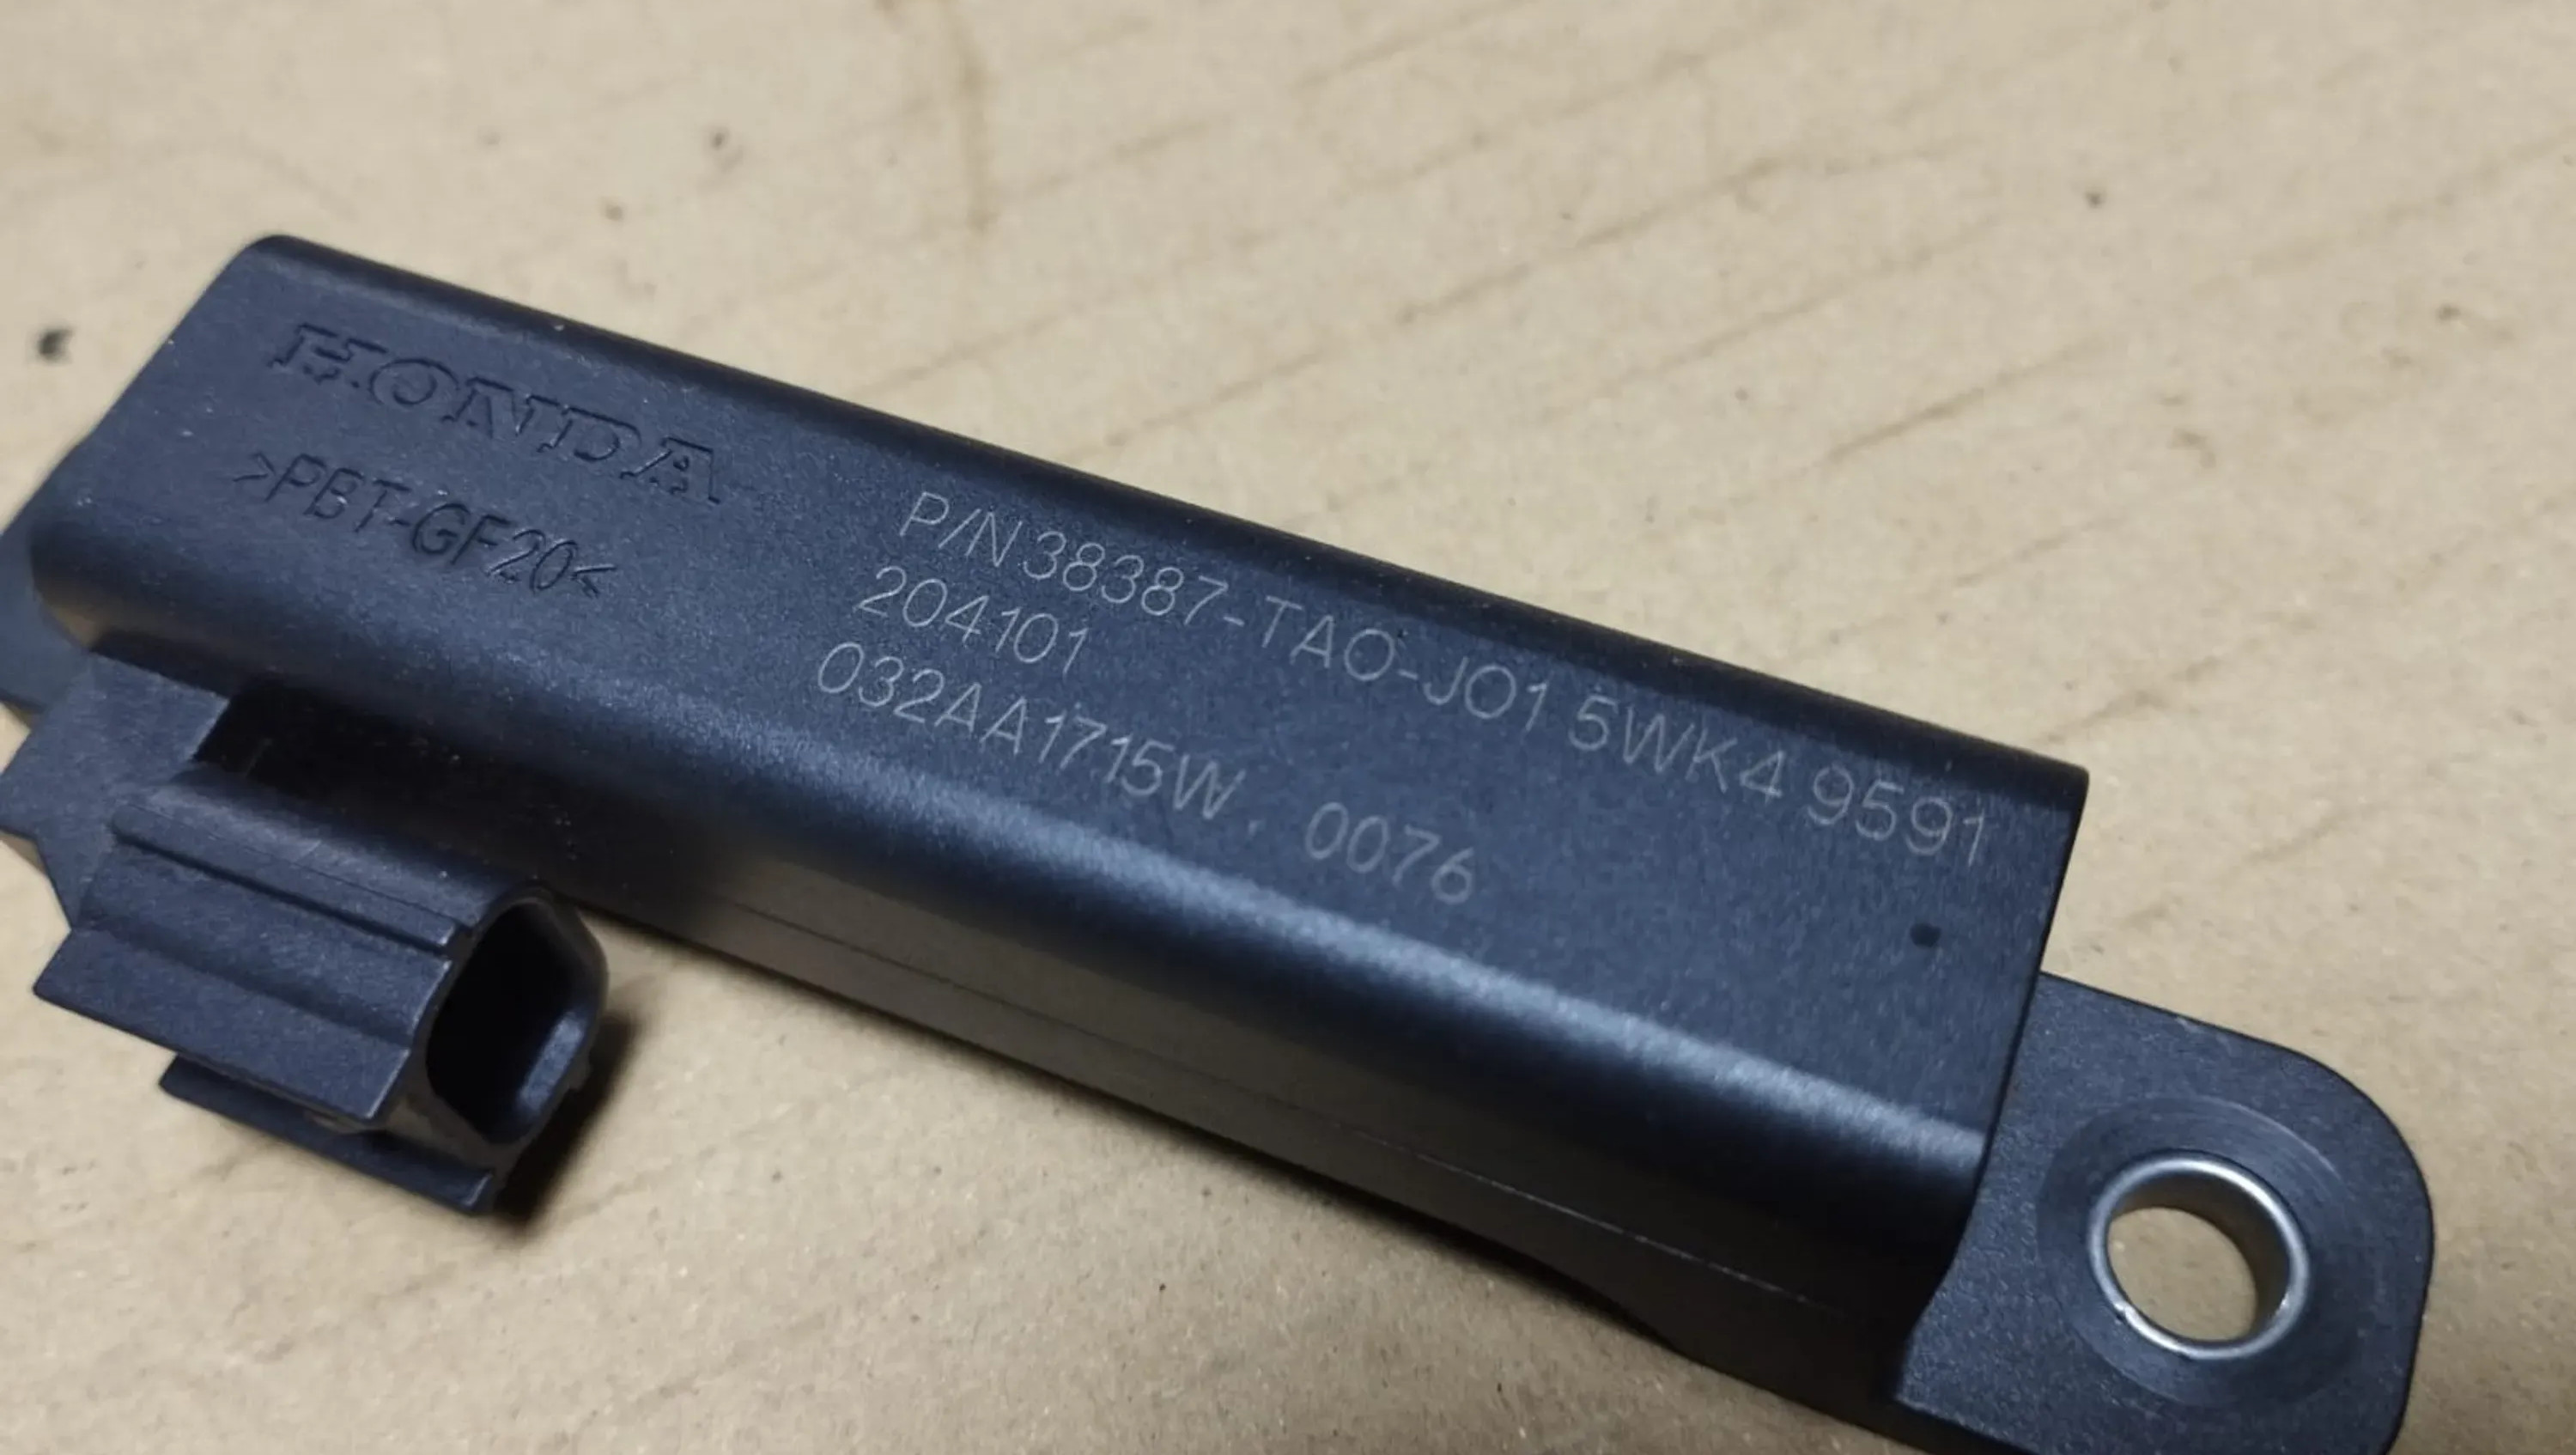 HONDA
>PBT-GF20<
P/N 38387-TAO-JO1 5WK4 9591
204101
032AA1715W. 0076